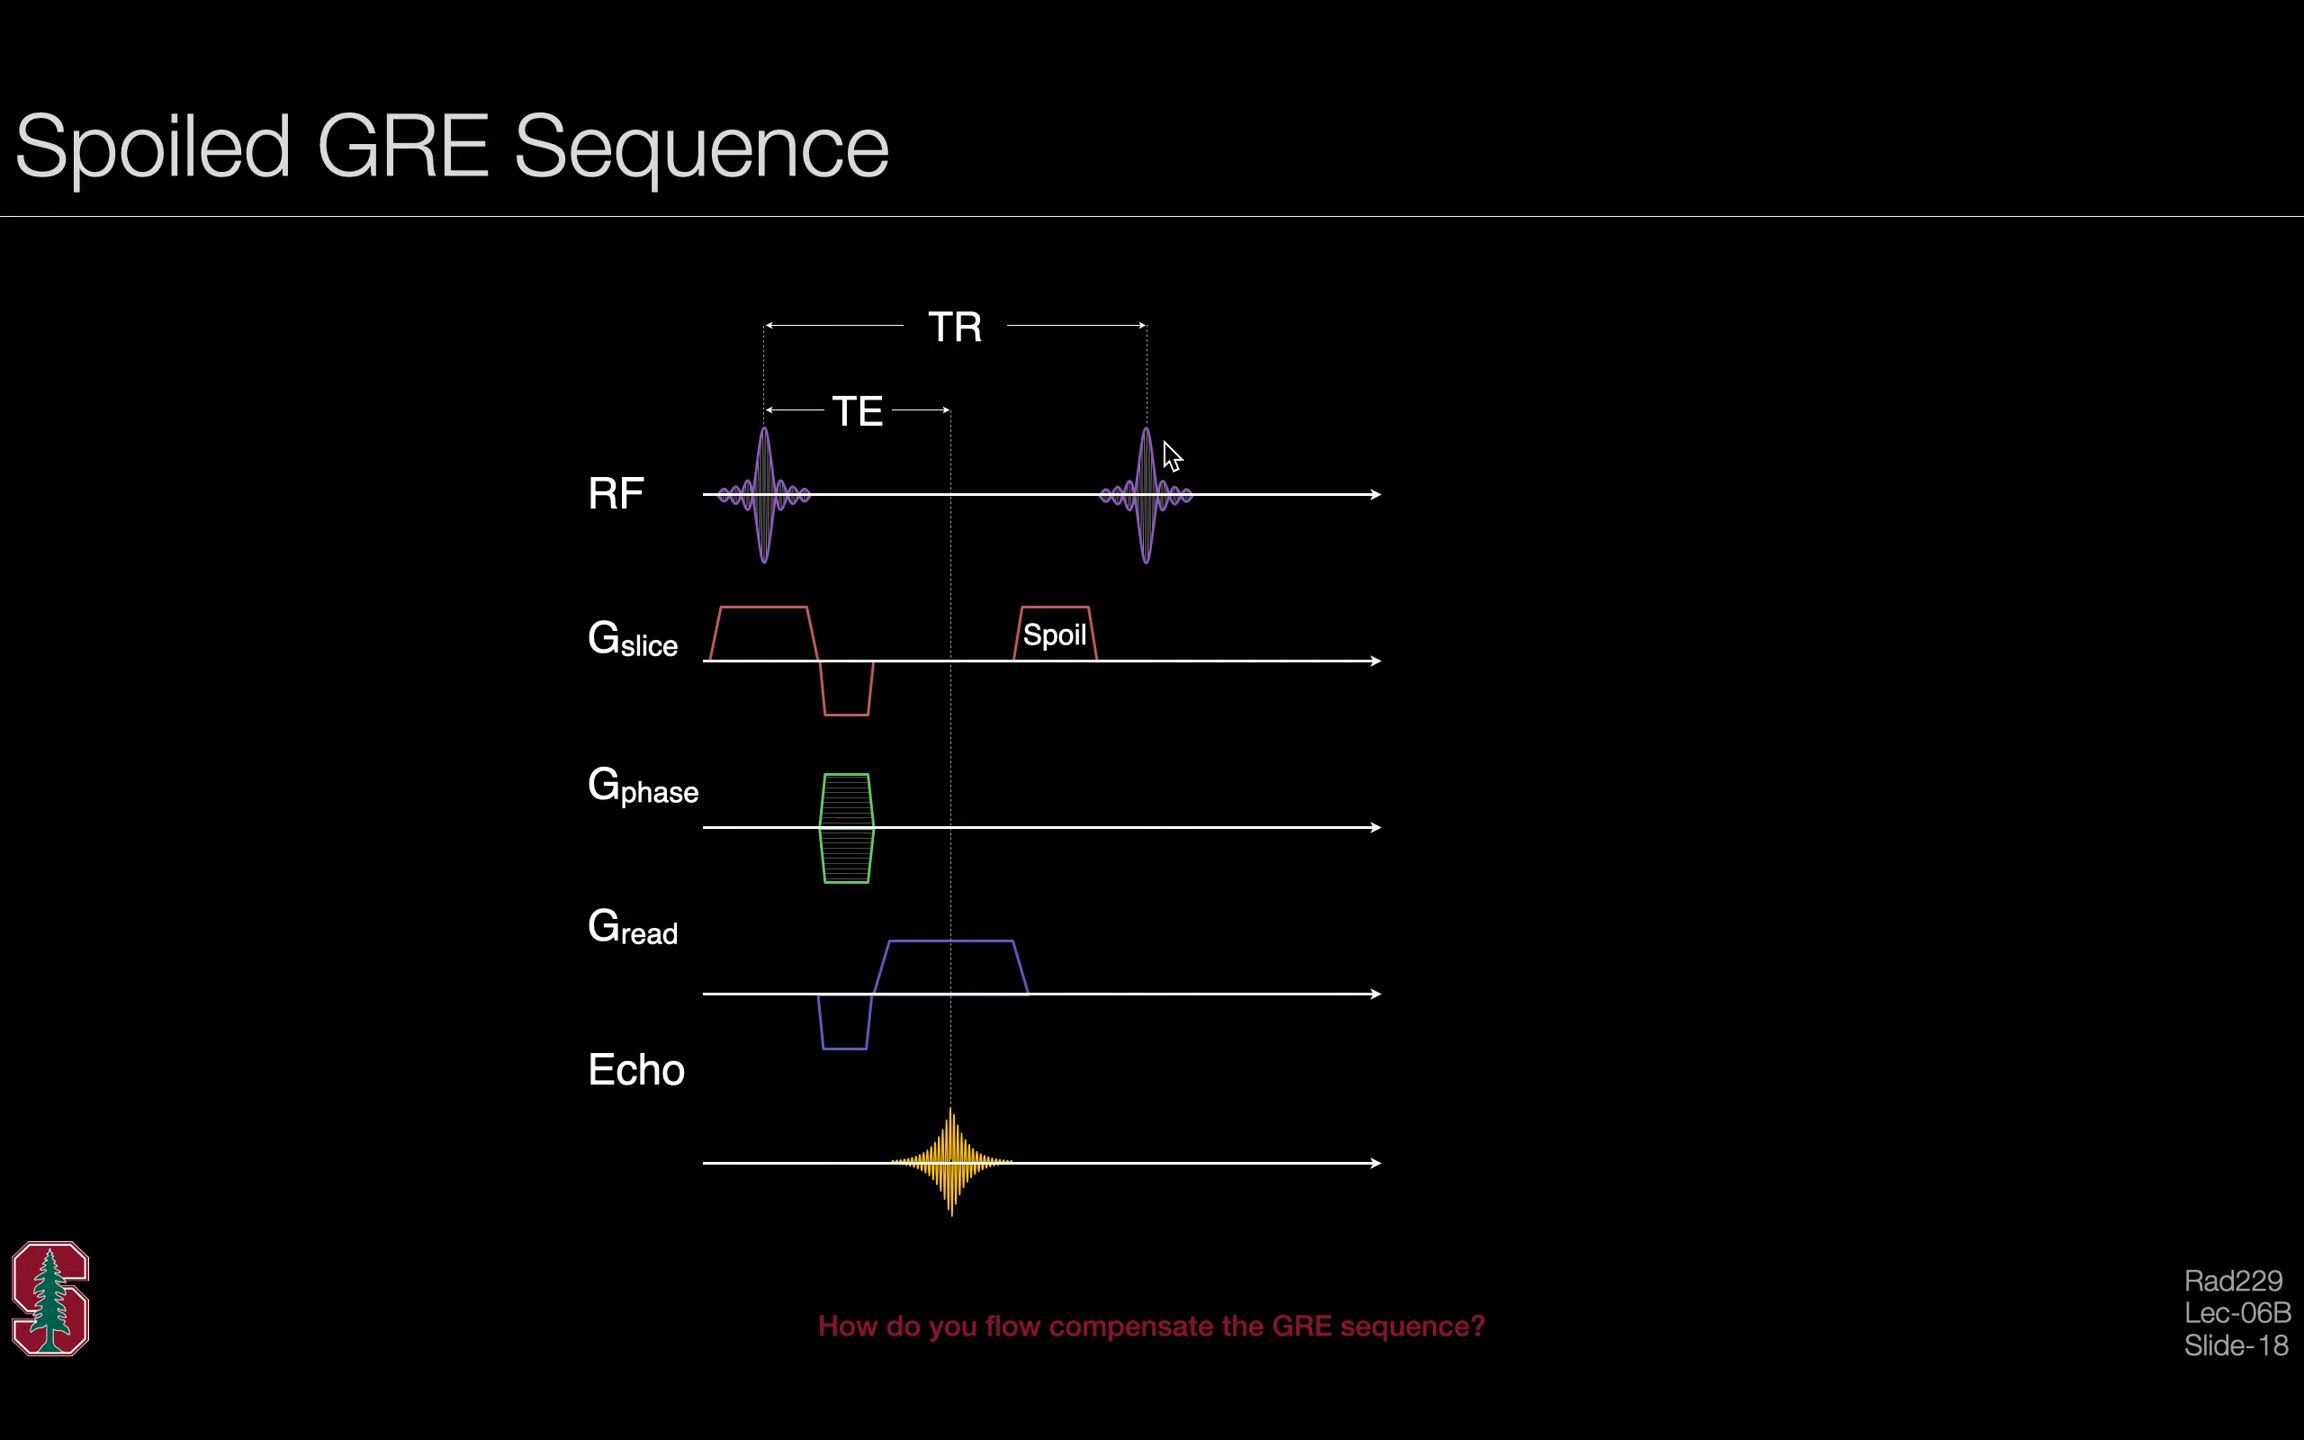 Spoiled GRE Sequence
TR
TE
RF
Gslice
Spoil
Gphase
Gread
Echo
How do you flow compensate the GRE sequence?
Rad229
Lec-06B
Slide-18